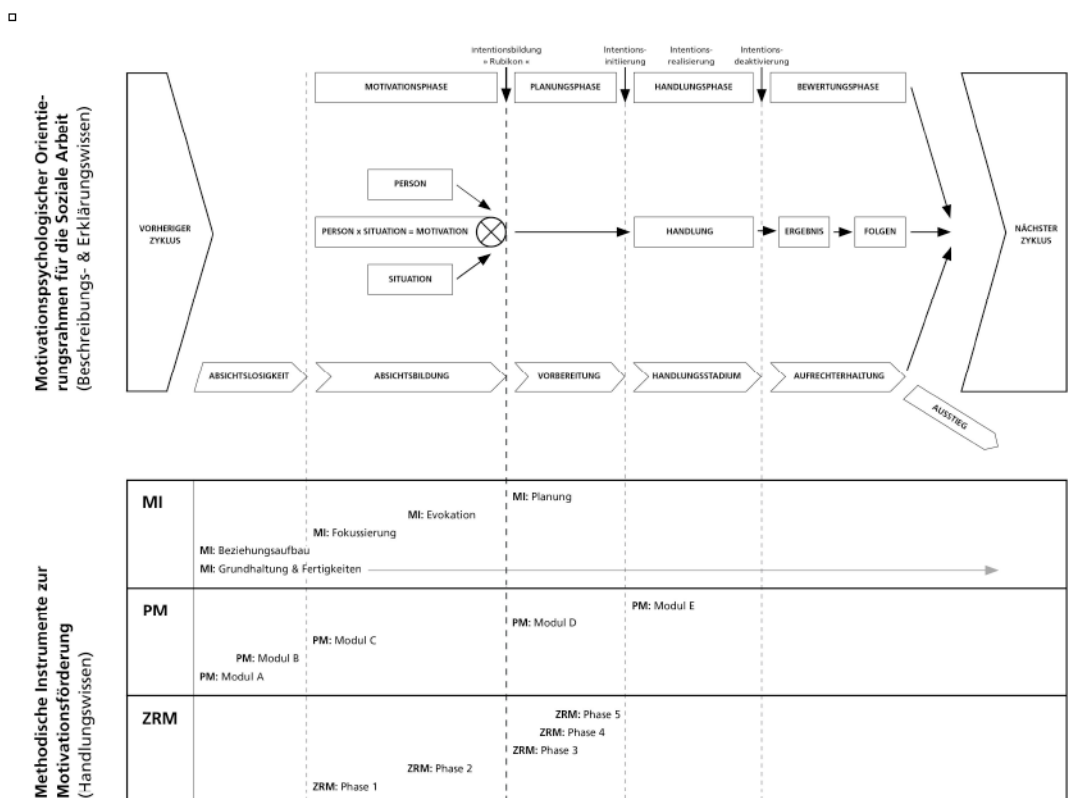 Motivationspsychologischer Orientie-
rungsrahmen für die Soziale Arbeit
(Beschreibungs- & Erklärungswissen)
Intentionsbildung
» Rubikon «
Intentions-
initiierung
Intentions-
realisierung
Intentions-
deaktivierung
MOTIVATIONSPHASE
PLANUNGSPHASE
HANDLUNGSPHASE
BEWERTUNGSPHASE
VORHERIGER
ZYKLUS
PERSON
PERSON x SITUATION = MOTIVATION
SITUATION
HANDLUNG
ERGEBNIS
FOLGEN
NÄCHSTER
ZYKLUS
ABSICHTSLOSIGKEIT
ABSICHTSBILDUNG
VORBEREITUNG
HANDLUNGSSTADIUM
AUFRECHTERHALTUNG
AUSSTIEG
Methodische Instrumente zur
Motivationsförderung
(Handlungswissen)
MI
MI: Planung
MI: Evokation
MI: Fokussierung
MI: Beziehungsaufbau
MI: Grundhaltung & Fertigkeiten
PM
PM: Modul E
PM: Modul D
PM: Modul C
PM: Modul B
PM: Modul A
ZRM
ZRM: Phase 5
ZRM: Phase 4
ZRM: Phase 3
ZRM: Phase 2
ZRM: Phase 1